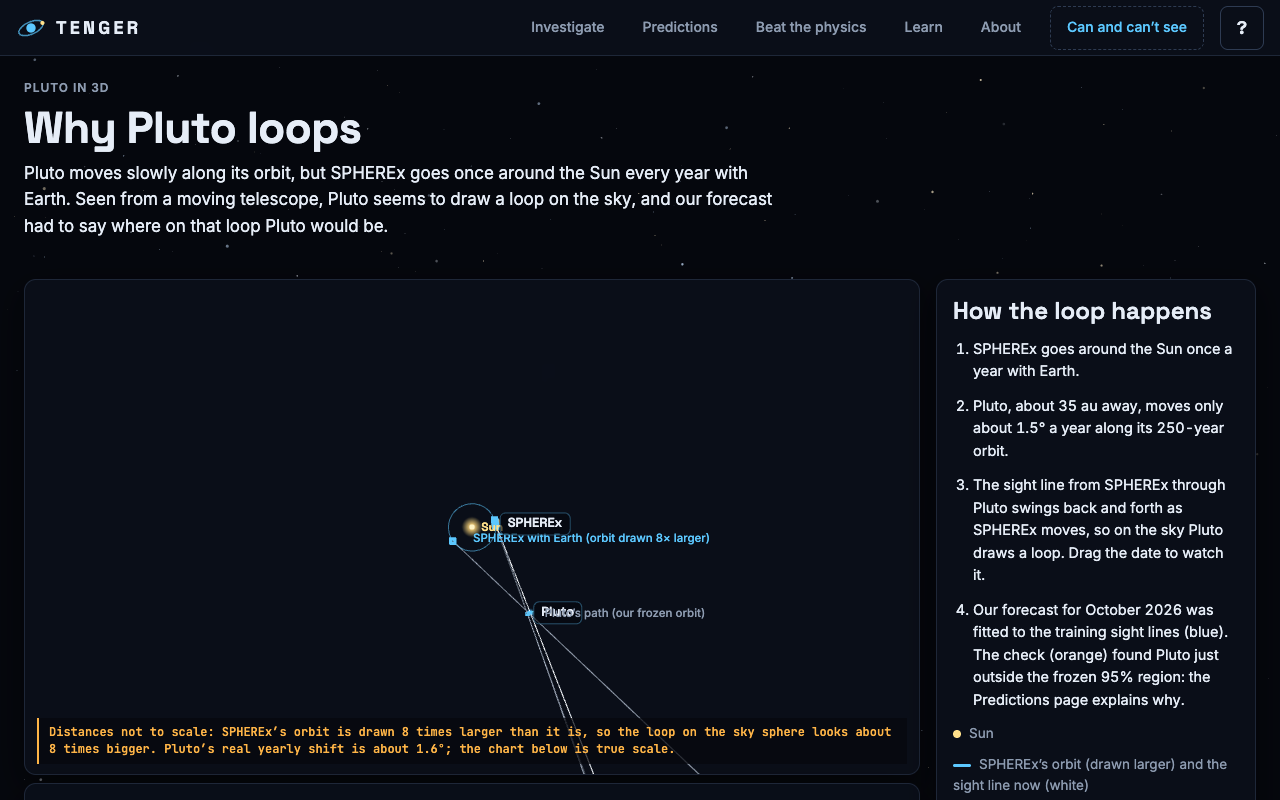 TENGER
Investigate
Predictions
Beat the physics
Learn
About
Can and can’t see
?
PLUTO IN 3D
Why Pluto loops
Pluto moves slowly along its orbit, but SPHEREx goes once around the Sun every year with
Earth. Seen from a moving telescope, Pluto seems to draw a loop on the sky, and our forecast
had to say where on that loop Pluto would be.
Sun
SPHEREx
SPHEREx with Earth (orbit drawn 8× larger)
Pluto
Pluto’s path (our frozen orbit)
Distances not to scale: SPHEREx’s orbit is drawn 8 times larger than it is, so the loop on the sky sphere looks about
8 times bigger. Pluto’s real yearly shift is about 1.6°; the chart below is true scale.
How the loop happens
1. SPHEREx goes around the Sun once a
year with Earth.
2. Pluto, about 35 au away, moves only
about 1.5° a year along its 250-year
orbit.
3. The sight line from SPHEREx through
Pluto swings back and forth as
SPHEREx moves, so on the sky Pluto
draws a loop. Drag the date to watch
it.
4. Our forecast for October 2026 was
fitted to the training sight lines (blue).
The check (orange) found Pluto just
outside the frozen 95% region: the
Predictions page explains why.
Sun
SPHEREx’s orbit (drawn larger) and the
sight line now (white)